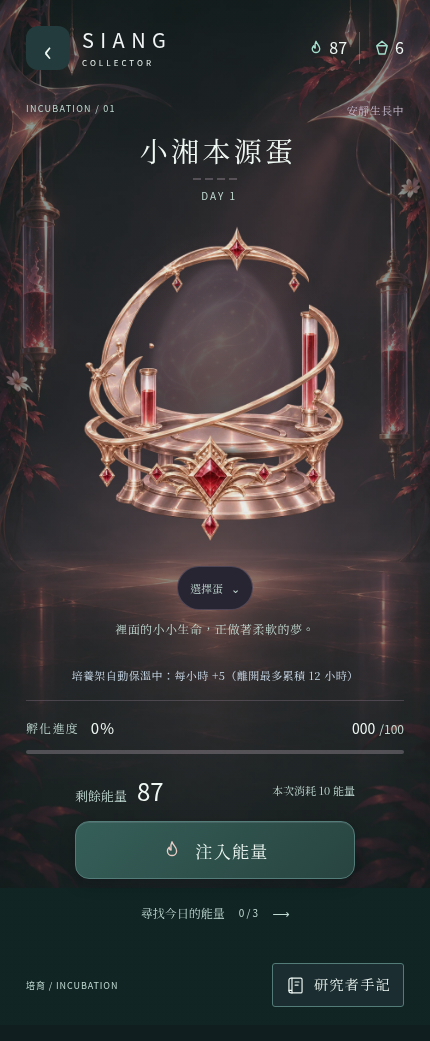 ‹ SIANG
COLLECTOR
87 6
INCUBATION / 01
安靜生長中
小湘本源蛋
DAY 1
選擇蛋 ⌄
裡面的小小生命，正做著柔軟的夢。
培養架自動保溫中：每小時 +5（離開最多累積 12 小時）
孵化進度 0% 000 /100
剩餘能量 87 本次消耗 10 能量
注入能量
尋找今日的能量 0/3 →
培育 / INCUBATION
研究者手記